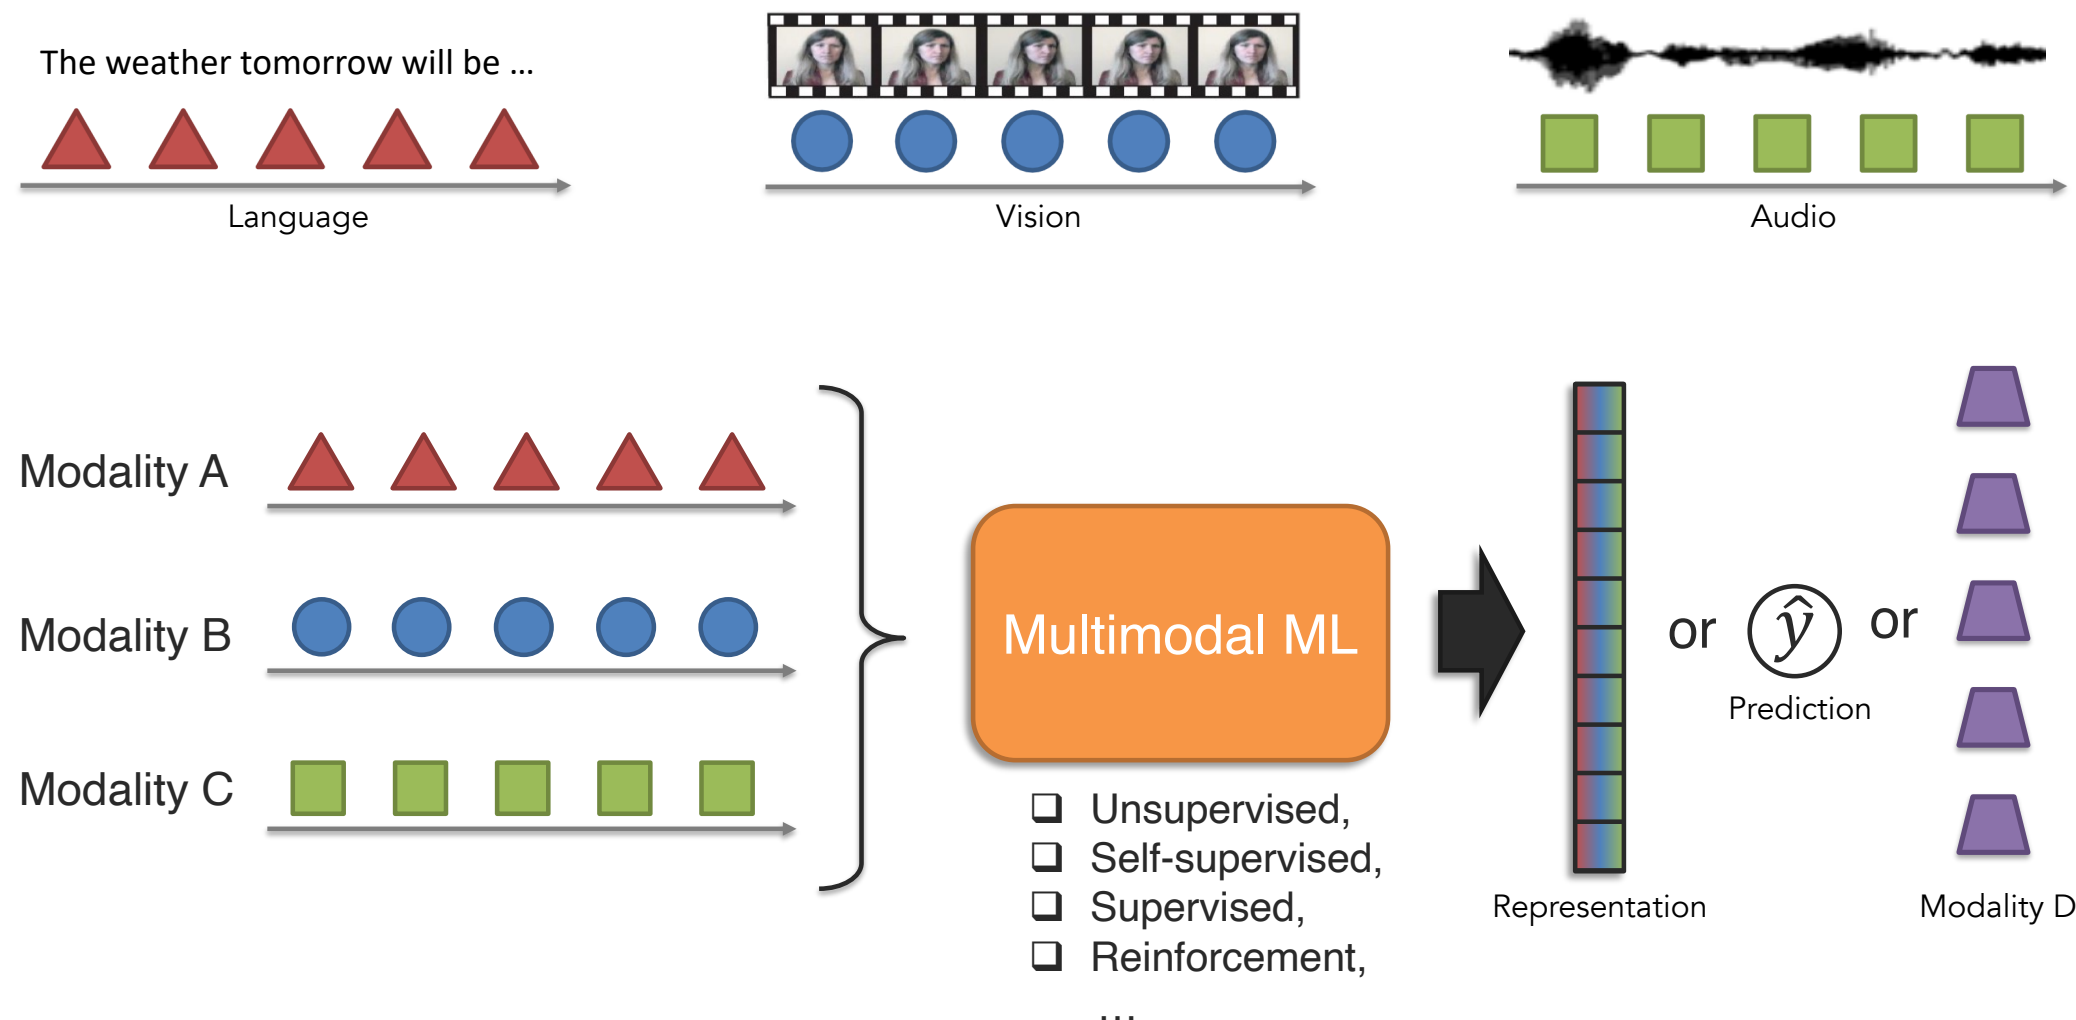 The weather tomorrow will be ...
Language
Vision
Audio
Modality A
Modality B
Modality C
Multimodal ML
❑ Unsupervised,
❑ Self-supervised,
❑ Supervised,
❑ Reinforcement,
...
Representation
or
ŷ
Prediction
or
Modality D